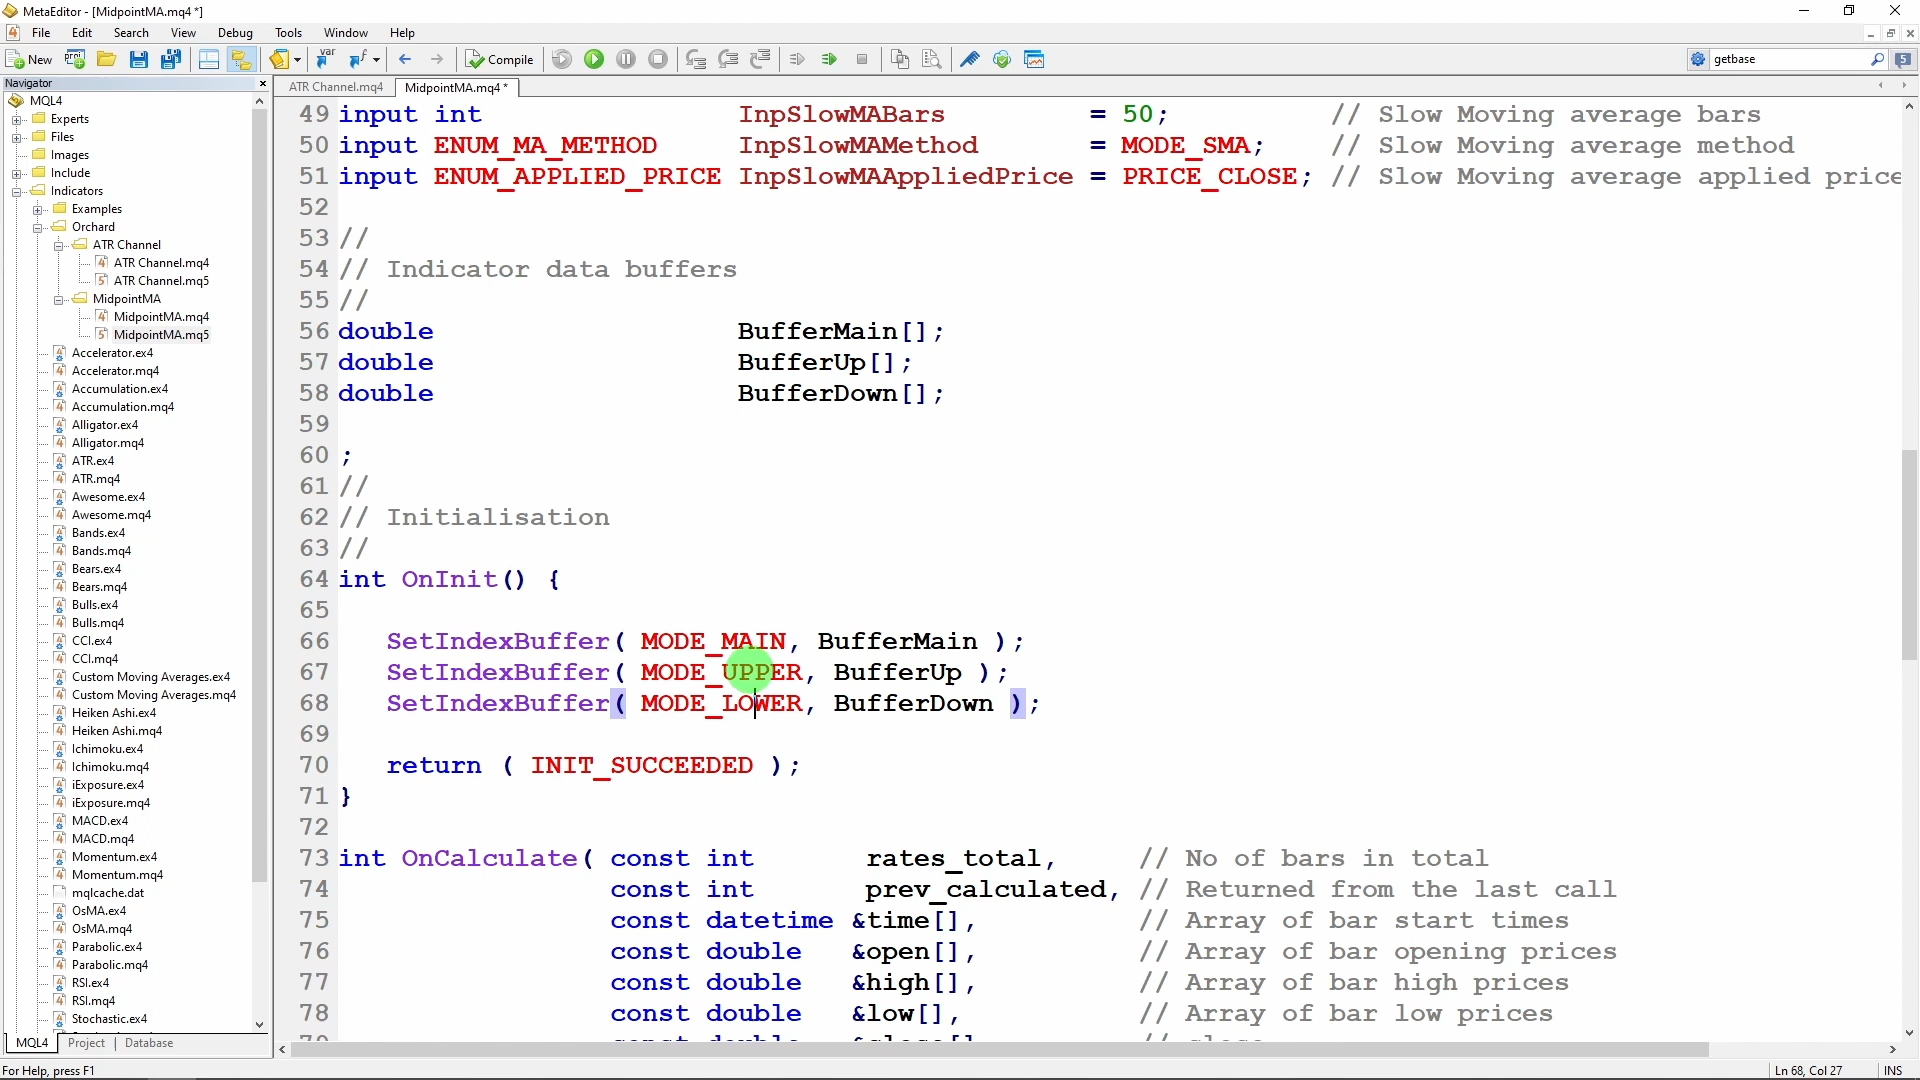 MetaEditor - [MidpointMA.mq4 *]
File Edit Search View Debug Tools Window Help
New Compile getbase 5
Navigator
ATR Channel.mq4 MidpointMA.mq4 *
MQL4
Experts
Files
Images
Include
Indicators
Examples
Orchard
ATR Channel
ATR Channel.mq4
ATR Channel.mq5
MidpointMA
MidpointMA.mq4
MidpointMA.mq5
Accelerator.ex4
Accelerator.mq4
Accumulation.ex4
Accumulation.mq4
Alligator.ex4
Alligator.mq4
ATR.ex4
ATR.mq4
Awesome.ex4
Awesome.mq4
Bands.ex4
Bands.mq4
Bears.ex4
Bears.mq4
Bulls.ex4
Bulls.mq4
CCI.ex4
CCI.mq4
Custom Moving Averages.ex4
Custom Moving Averages.mq4
Heiken Ashi.ex4
Heiken Ashi.mq4
Ichimoku.ex4
Ichimoku.mq4
iExposure.ex4
iExposure.mq4
MACD.ex4
MACD.mq4
Momentum.ex4
Momentum.mq4
mqlcache.dat
OsMA.ex4
OsMA.mq4
Parabolic.ex4
Parabolic.mq4
RSI.ex4
RSI.mq4
Stochastic.ex4
MQL4 Project Database
49 input int InpSlowMABars = 50; // Slow Moving average bars
50 input ENUM_MA_METHOD InpSlowMAMethod = MODE_SMA; // Slow Moving average method
51 input ENUM_APPLIED_PRICE InpSlowMAAppliedPrice = PRICE_CLOSE; // Slow Moving average applied price
52
53 //
54 // Indicator data buffers
55 //
56 double BufferMain[];
57 double BufferUp[];
58 double BufferDown[];
59
60 ;
61 //
62 // Initialisation
63 //
64 int OnInit() {
65
66 SetIndexBuffer( MODE_MAIN, BufferMain );
67 SetIndexBuffer( MODE_UPPER, BufferUp );
68 SetIndexBuffer( MODE_LOWER, BufferDown );
69
70 return ( INIT_SUCCEEDED );
71 }
72
73 int OnCalculate( const int rates_total, // No of bars in total
74 const int prev_calculated, // Returned from the last call
75 const datetime &time[], // Array of bar start times
76 const double &open[], // Array of bar opening prices
77 const double &high[], // Array of bar high prices
78 const double &low[], // Array of bar low prices
For Help, press F1 Ln 68, Col 27 INS